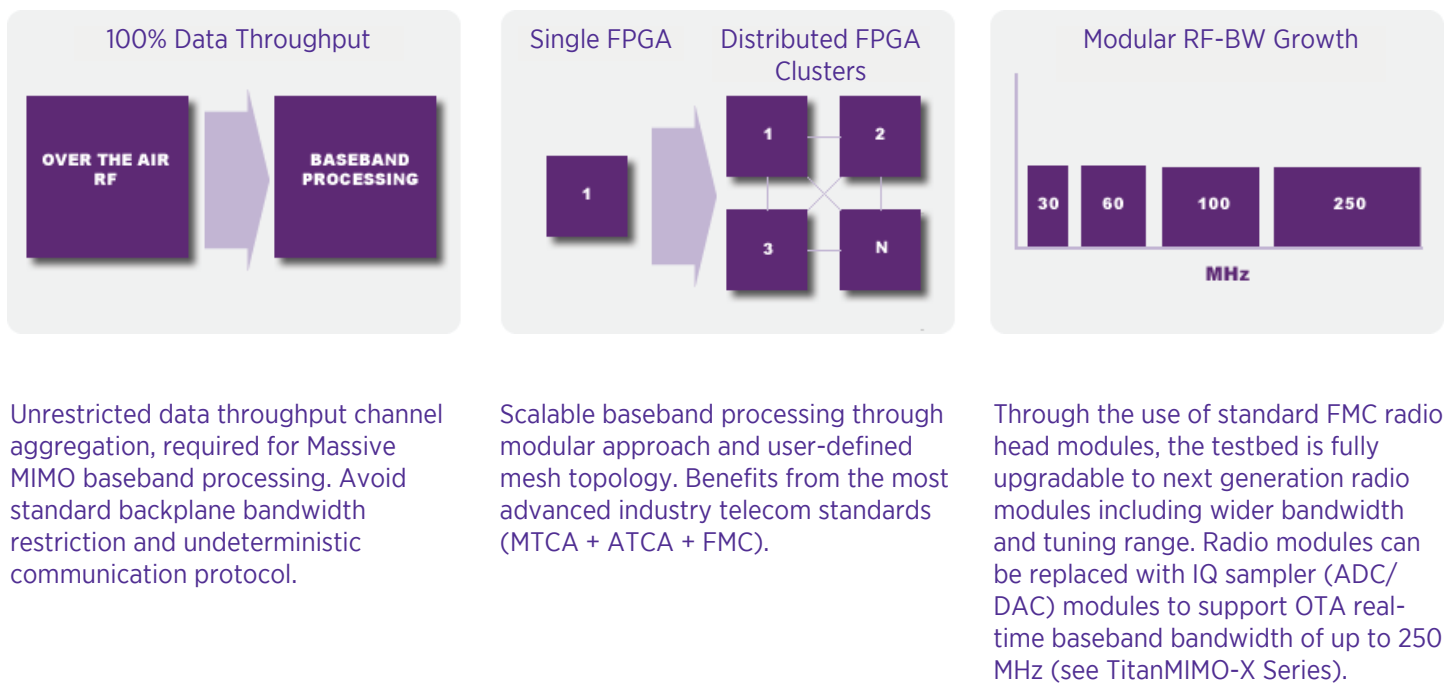 100% Data Throughput
OVER THE AIR
RF
BASEBAND
PROCESSING
Unrestricted data throughput channel
aggregation, required for Massive
MIMO baseband processing. Avoid
standard backplane bandwidth
restriction and undeterministic
communication protocol.
Single FPGA
Distributed FPGA
Clusters
1
1
2
3
N
Scalable baseband processing through
modular approach and user-defined
mesh topology. Benefits from the most
advanced industry telecom standards
(MTCA + ATCA + FMC).
Modular RF-BW Growth
30
60
100
250
MHz
Through the use of standard FMC radio
head modules, the testbed is fully
upgradable to next generation radio
modules including wider bandwidth
and tuning range. Radio modules can
be replaced with IQ sampler (ADC/
DAC) modules to support OTA real-
time baseband bandwidth of up to 250
MHz (see TitanMIMO-X Series).